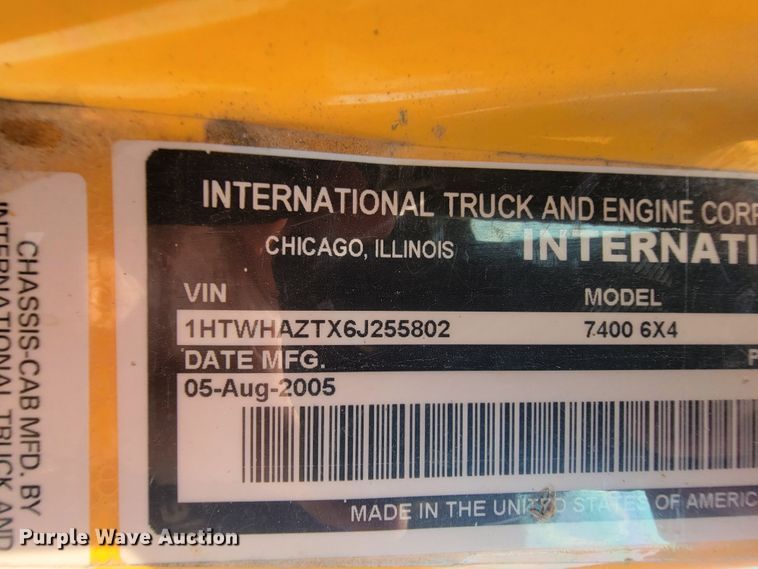 INTERNATIONAL TRUCK AND ENGINE CORP
CHICAGO, ILLINOIS INTERNATI
VIN MODEL
1HTWHAZTX6J255802 7400 6X4
DATE MFG. P
05-Aug-2005
MADE IN THE UNITED STATES OF AMERIC
CHASSIS-CAB MFD. BY
INTERNATIONAL TRUCK AND
Purple Wave Auction